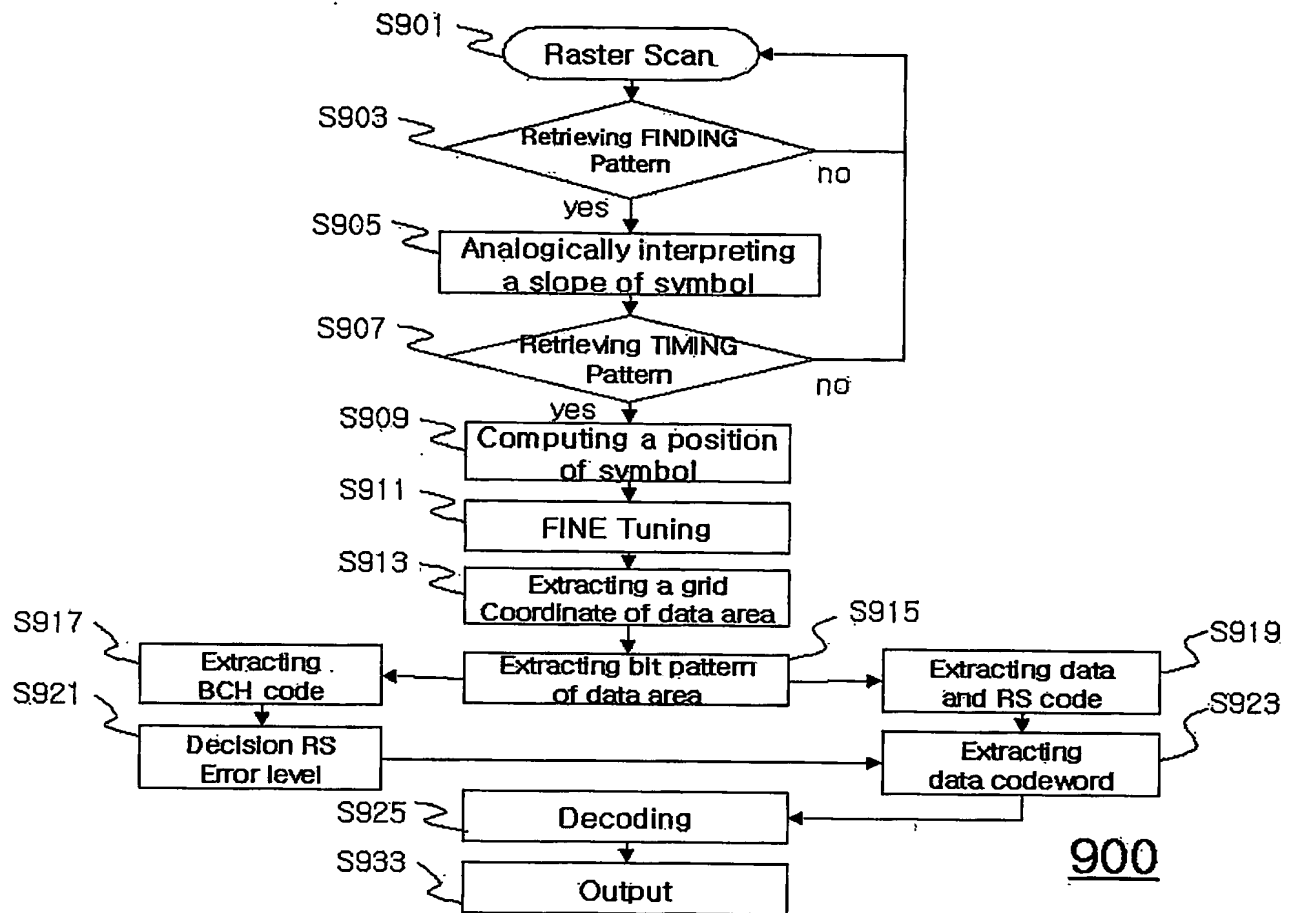 S901
Raster Scan
S903
Retrieving FINDING
Pattern
no
yes
S905
Analogically interpreting
a slope of symbol
S907
Retrieving TIMING
Pattern
no
yes
S909
Computing a position
of symbol
S911
FINE Tuning
S913
Extracting a grid
Coordinate of data area
S915
S917
S919
Extracting
BCH code
Extracting bit pattern
of data area
Extracting data
and RS code
S921
S923
Decision RS
Error level
Extracting
data codeword
S925
Decoding
900
S933
Output